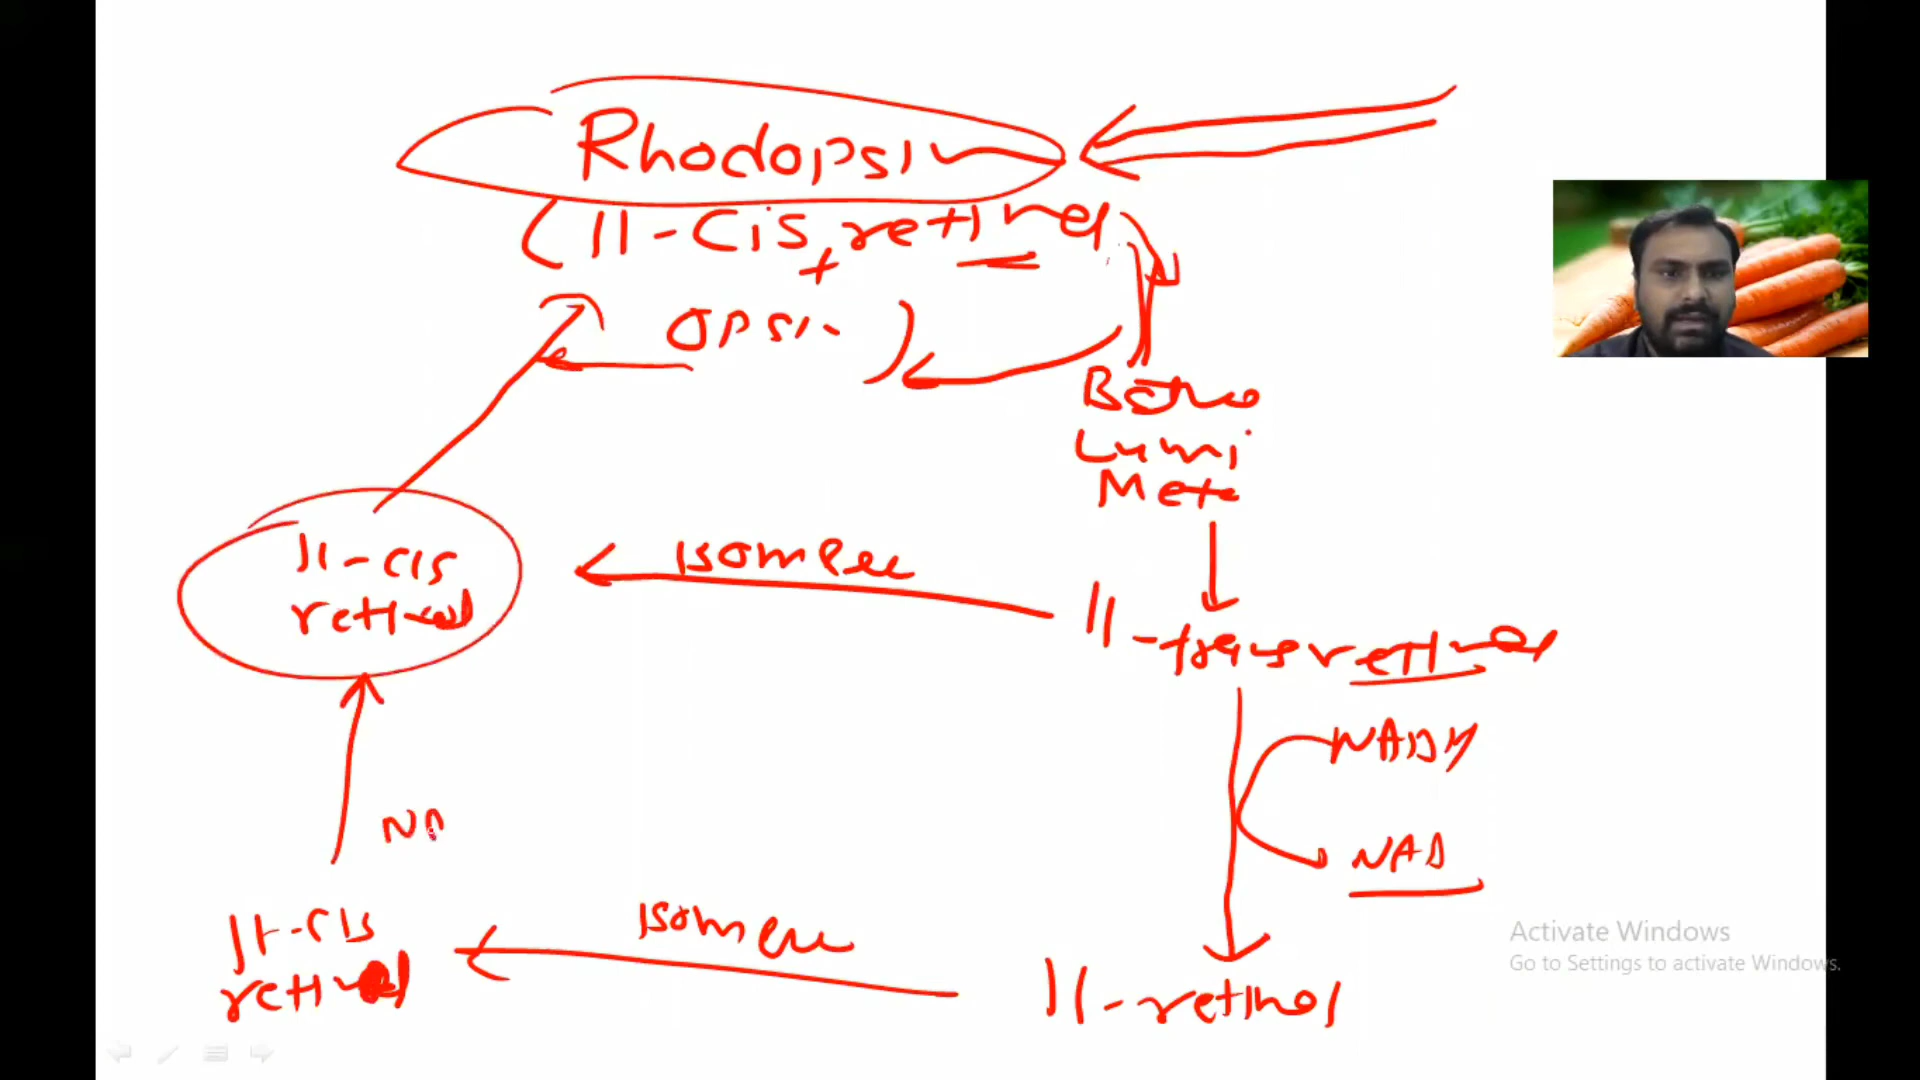 Rhodopsin
(11-cis retinal
+
opsin)
Batho
Lumi
Meta
11-cis
retinal
isomerase
11-trans retinal
NADH
NAD
NA
11-cis
retinol
isomerase
11-retinol
Activate Windows
Go to Settings to activate Windows.